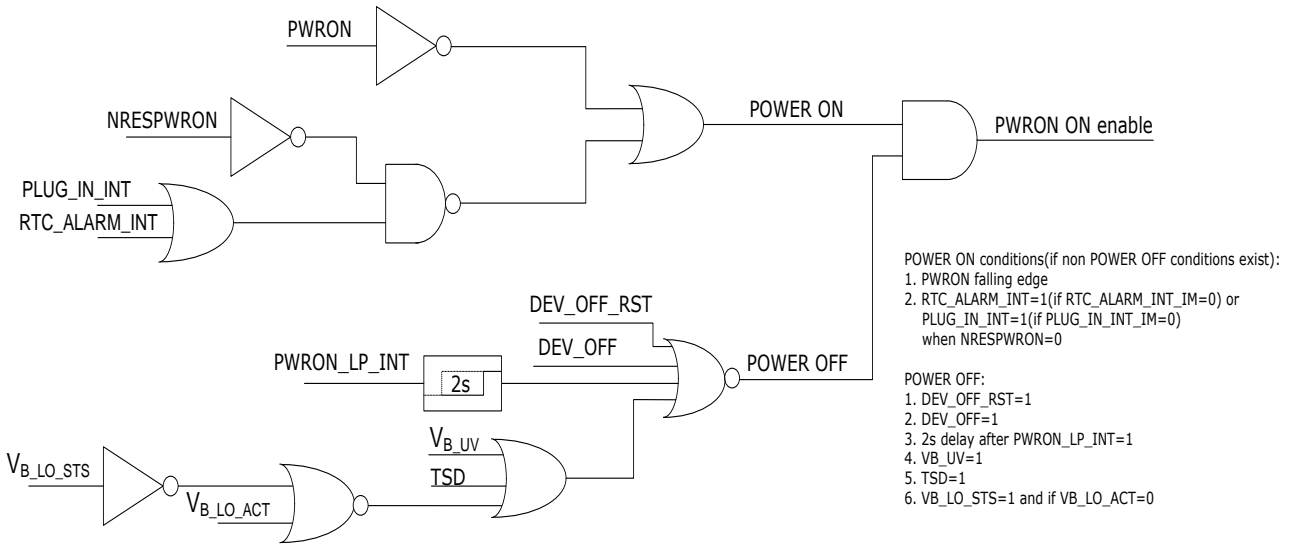 PWRON
NRESPWRON
POWER ON
PWRON ON enable
PLUG_IN_INT
RTC_ALARM_INT
POWER ON conditions(if non POWER OFF conditions exist):
1. PWRON falling edge
2. RTC_ALARM_INT=1(if RTC_ALARM_INT_IM=0) or
PLUG_IN_INT=1(if PLUG_IN_INT_IM=0)
when NRESPWRON=0
DEV_OFF_RST
DEV_OFF
PWRON_LP_INT
2s
POWER OFF
POWER OFF:
1. DEV_OFF_RST=1
2. DEV_OFF=1
3. 2s delay after PWRON_LP_INT=1
4. VB_UV=1
5. TSD=1
6. VB_LO_STS=1 and if VB_LO_ACT=0
VB_UV
TSD
VB_LO_STS
VB_LO_ACT